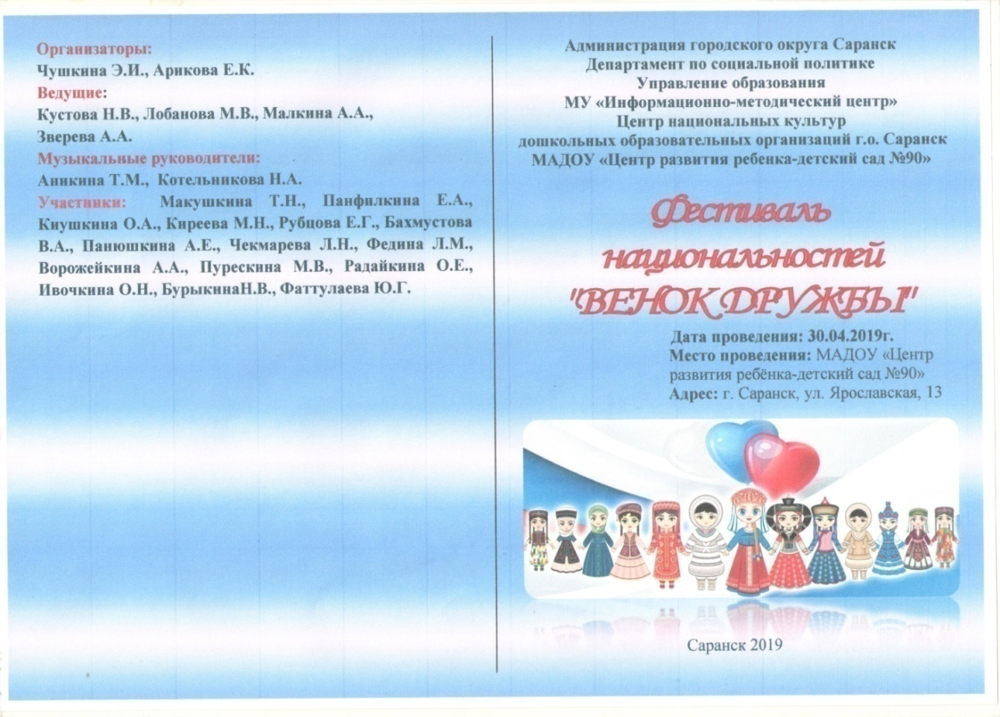 Организаторы:
Чушкина Э.И., Арикова Е.К.
Ведущие:
Кустова Н.В., Лобанова М.В., Малкина А.А.,
Зверева А.А.
Музыкальные руководители:
Аникина Т.М., Котельникова Н.А.
Участники: Макушкина Т.Н., Панфилкина Е.А.,
Киушкина О.А., Киреева М.Н., Рубцова Е.Г., Бахмустова
В.А., Панюшкина А.Е., Чекмарева Л.Н., Федина Л.М.,
Ворожейкина А.А., Пурескина М.В., Радайкина О.Е.,
Ивочкина О.Н., БурыкинаН.В., Фаттулаева Ю.Г.
Администрация городского округа Саранск
Департамент по социальной политике
Управление образования
МУ «Информационно-методический центр»
Центр национальных культур
дошкольных образовательных организаций г.о. Саранск
МАДОУ «Центр развития ребенка-детский сад №90»
Фестиваль
национальностей
"ВЕНОК ДРУЖБЫ"
Дата проведения: 30.04.2019г.
Место проведения: МАДОУ «Центр
развития ребёнка-детский сад №90»
Адрес: г. Саранск, ул. Ярославская, 13
Саранск 2019